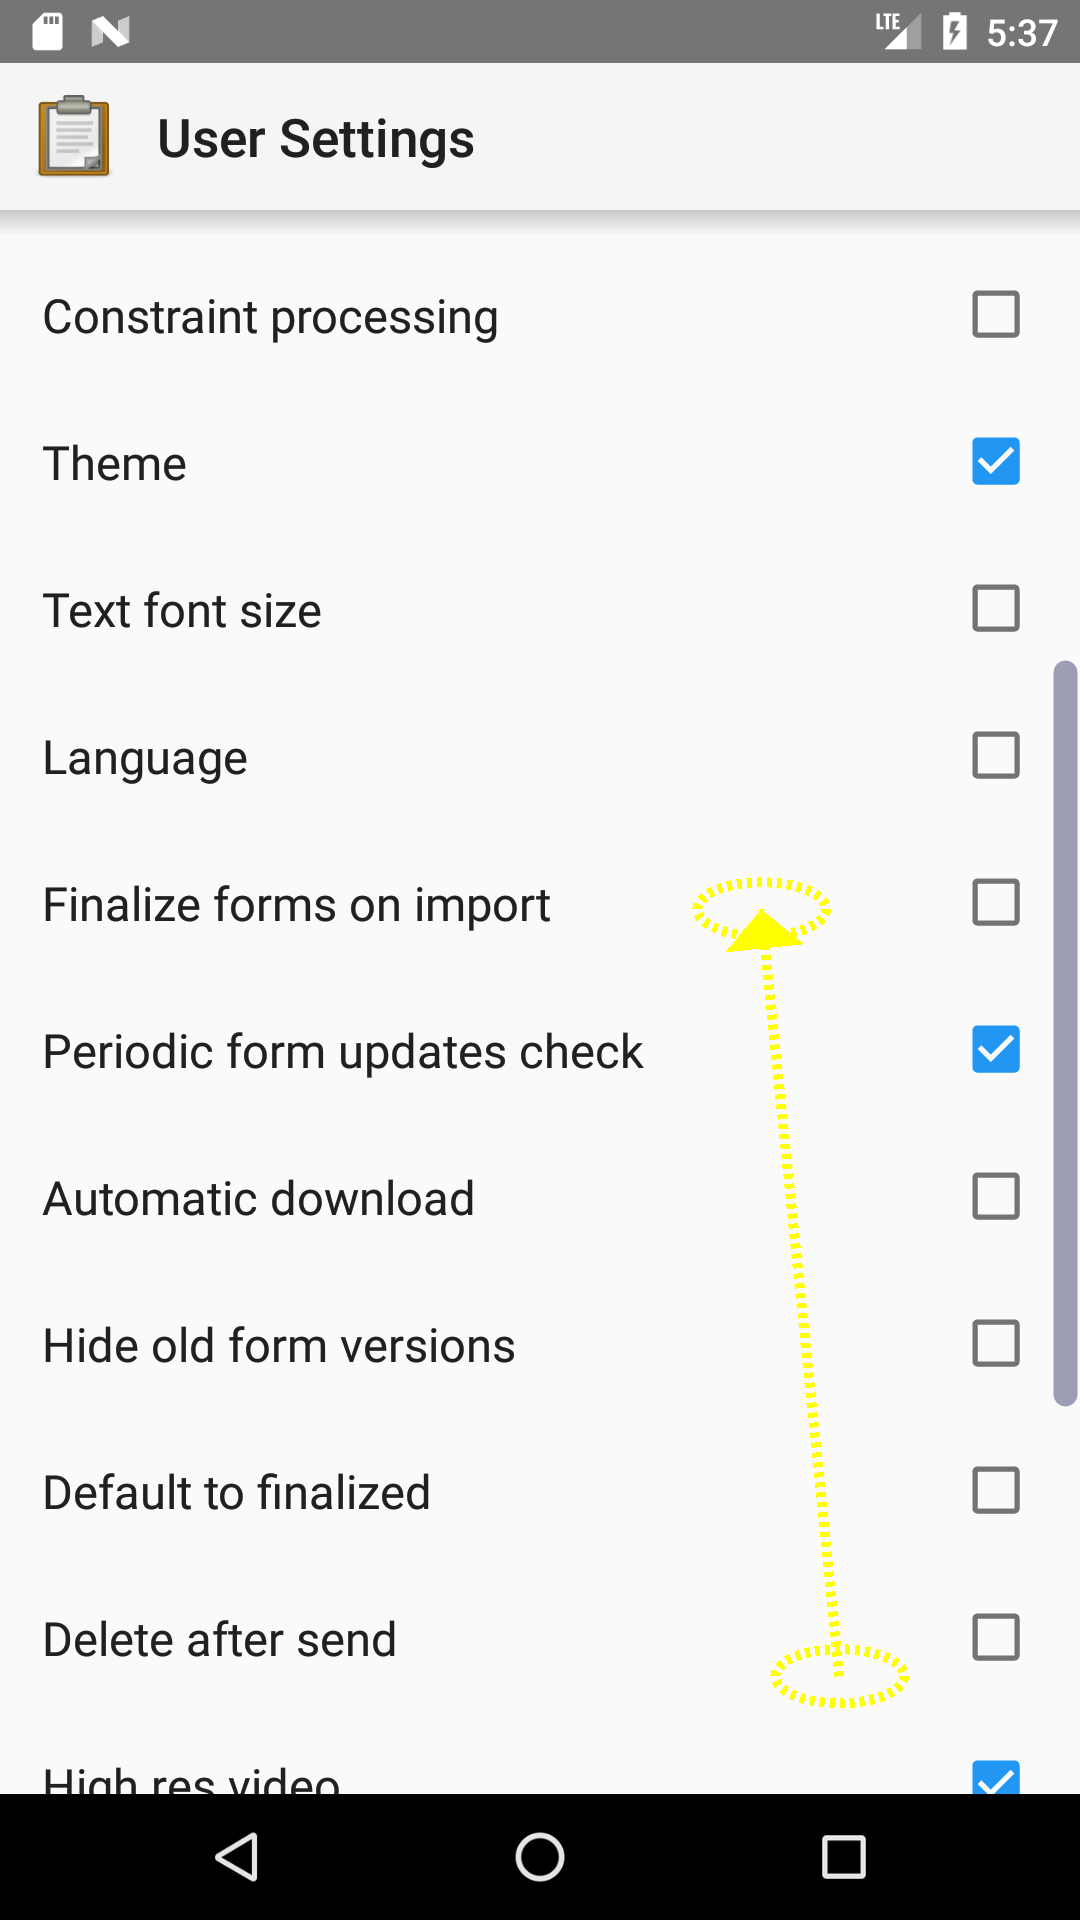 LTE 5:37
User Settings
Constraint processing
Theme
Text font size
Language
Finalize forms on import
Periodic form updates check
Automatic download
Hide old form versions
Default to finalized
Delete after send
High res video